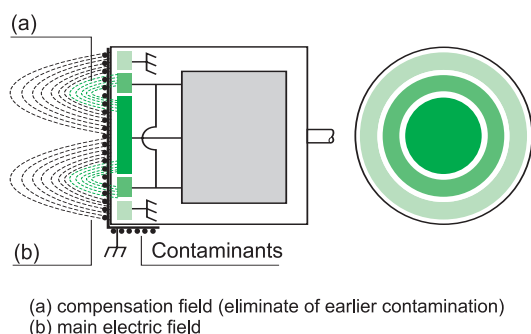 (a)
(b)
Contaminants
(a) compensation field (eliminate of earlier contamination)
(b) main electric field